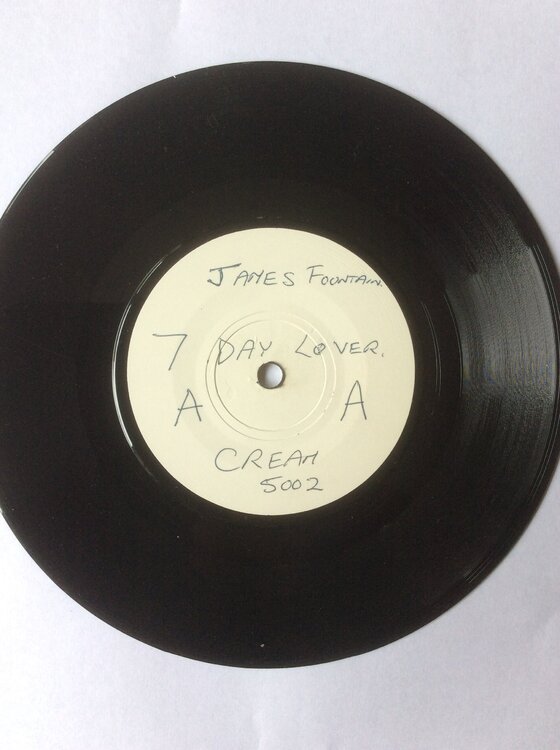 JAMES FOUNTAIN.
7 DAY LOVER.
A A
CREAM
5002